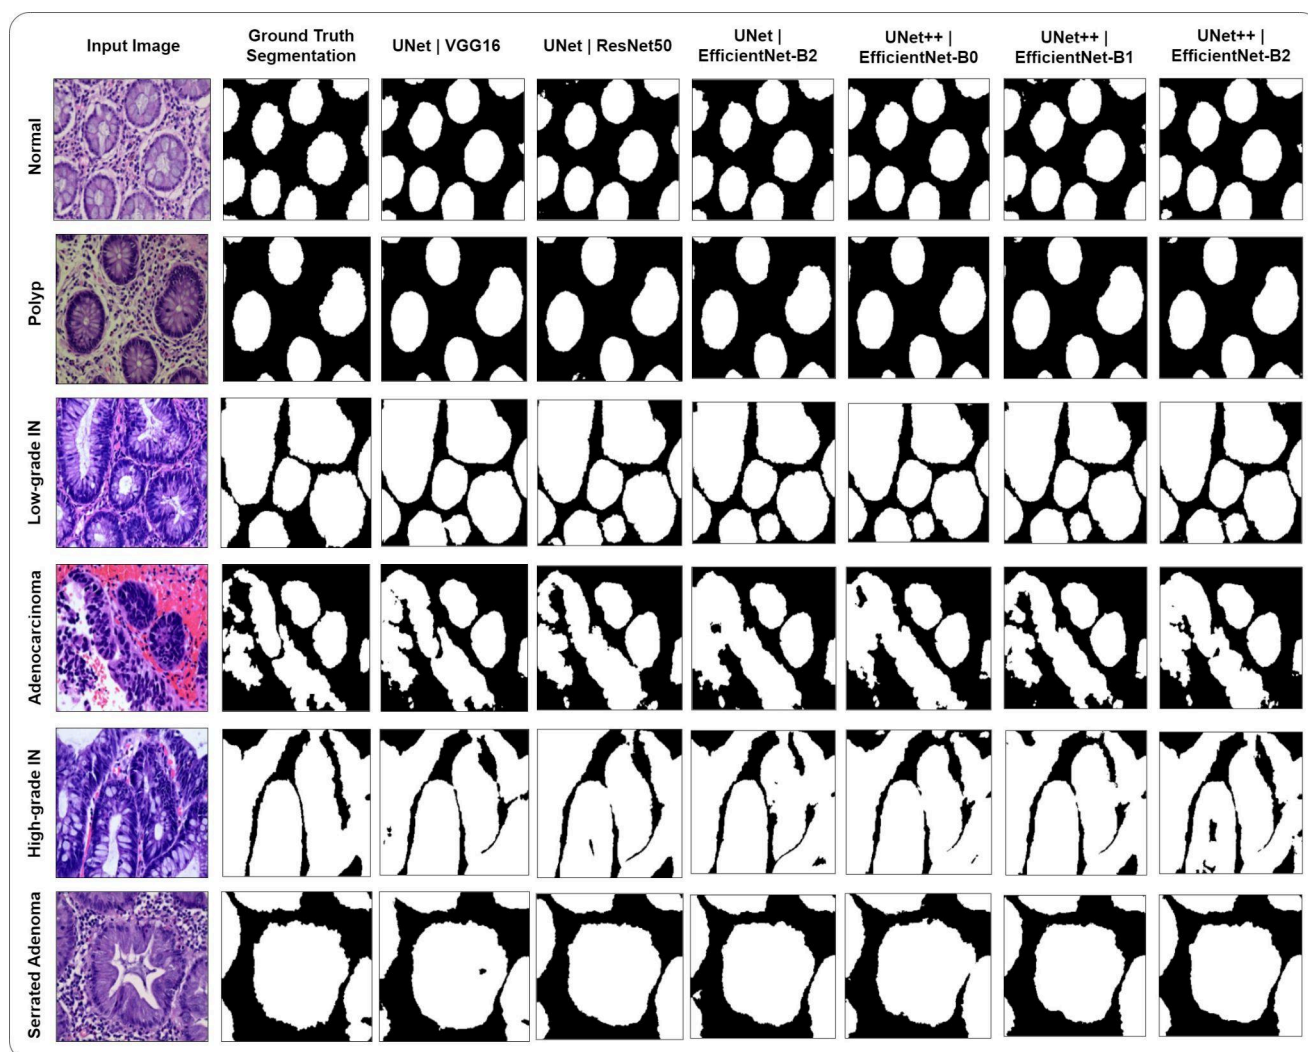 Input Image
Ground Truth
Segmentation
UNet | VGG16
UNet | ResNet50
UNet |
EfficientNet-B2
UNet++ |
EfficientNet-B0
UNet++ |
EfficientNet-B1
UNet++ |
EfficientNet-B2
Normal
Polyp
Low-grade IN
Adenocarcinoma
High-grade IN
Serrated Adenoma